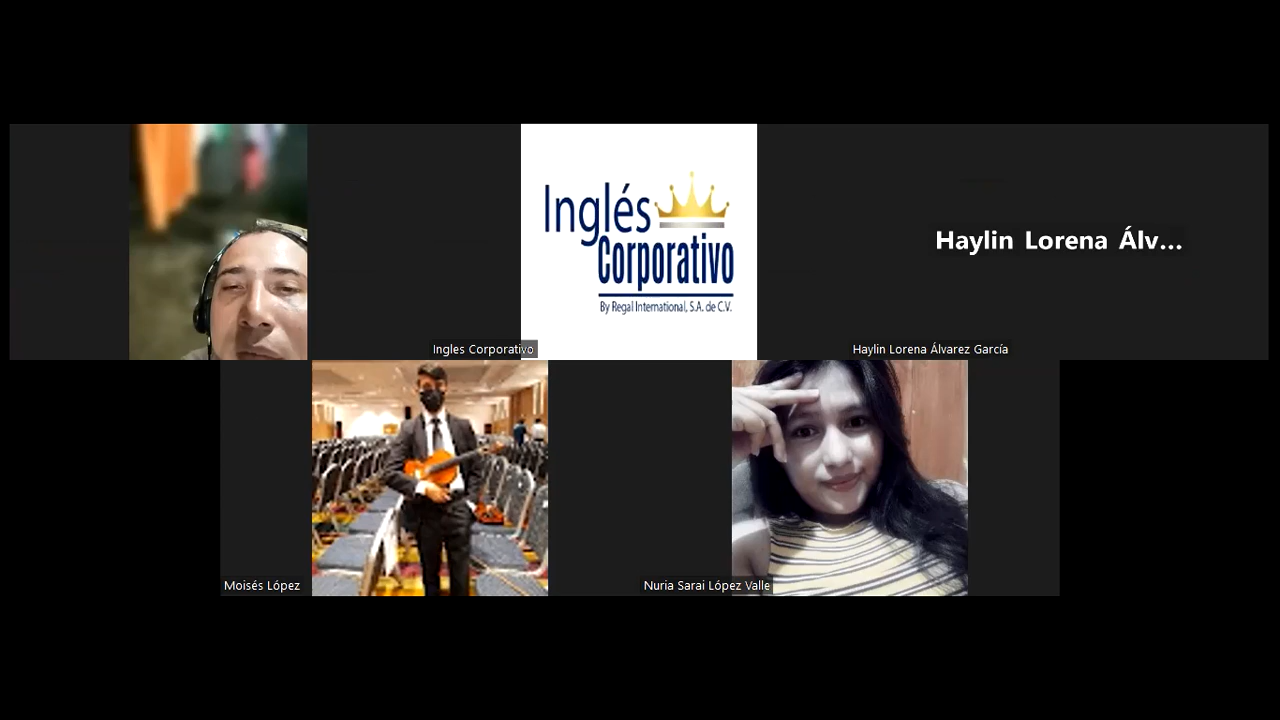 Inglés
Corporativo
By Regal International, S.A. de C.V.
Haylin Lorena Álv...
Ingles Corporativo
Haylin Lorena Álvarez García
Moisés López
Nuria Sarai López Valle